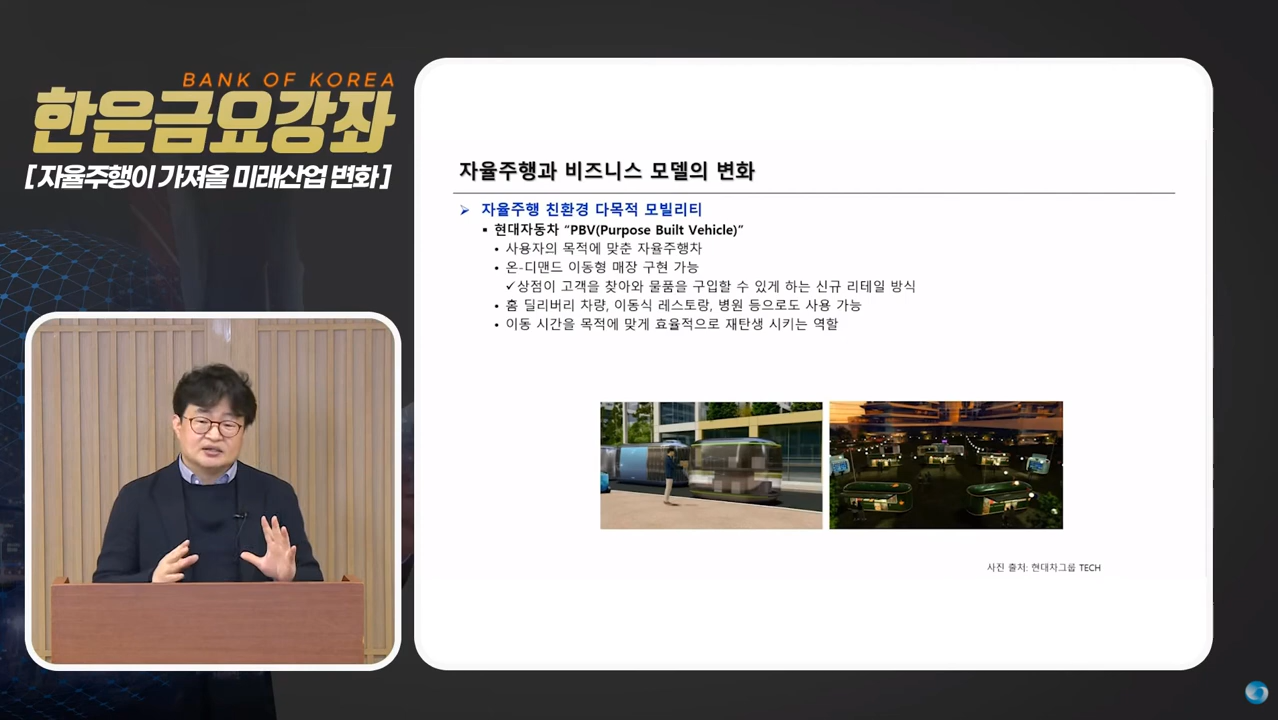 BANK OF KOREA
한은금요강좌
[ 자율주행이 가져올 미래산업 변화 ]
자율주행과 비즈니스 모델의 변화
➢ 자율주행 친환경 다목적 모빌리티
▪ 현대자동차 “PBV(Purpose Built Vehicle)”
• 사용자의 목적에 맞춘 자율주행차
• 온-디맨드 이동형 매장 구현 가능
✓상점이 고객을 찾아와 물품을 구입할 수 있게 하는 신규 리테일 방식
• 홈 딜리버리 차량, 이동식 레스토랑, 병원 등으로도 사용 가능
• 이동 시간을 목적에 맞게 효율적으로 재탄생 시키는 역할
사진 출처: 현대차그룹 TECH